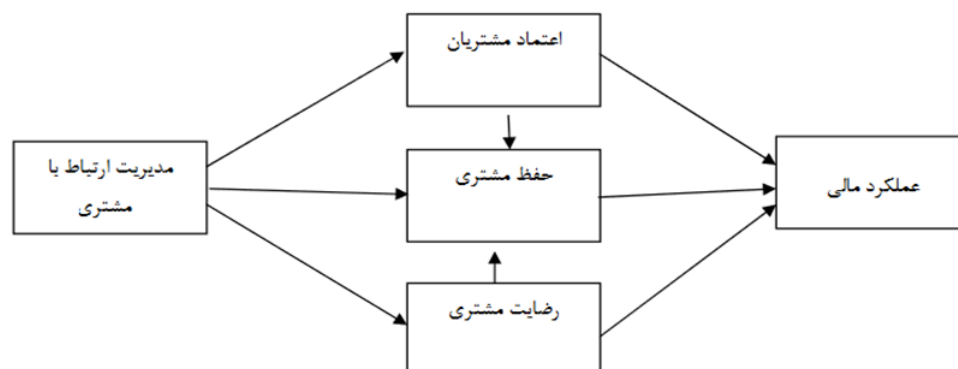 اعتماد مشتریان
مدیریت ارتباط با
مشتری
حفظ مشتری
عملکرد مالی
رضایت مشتری